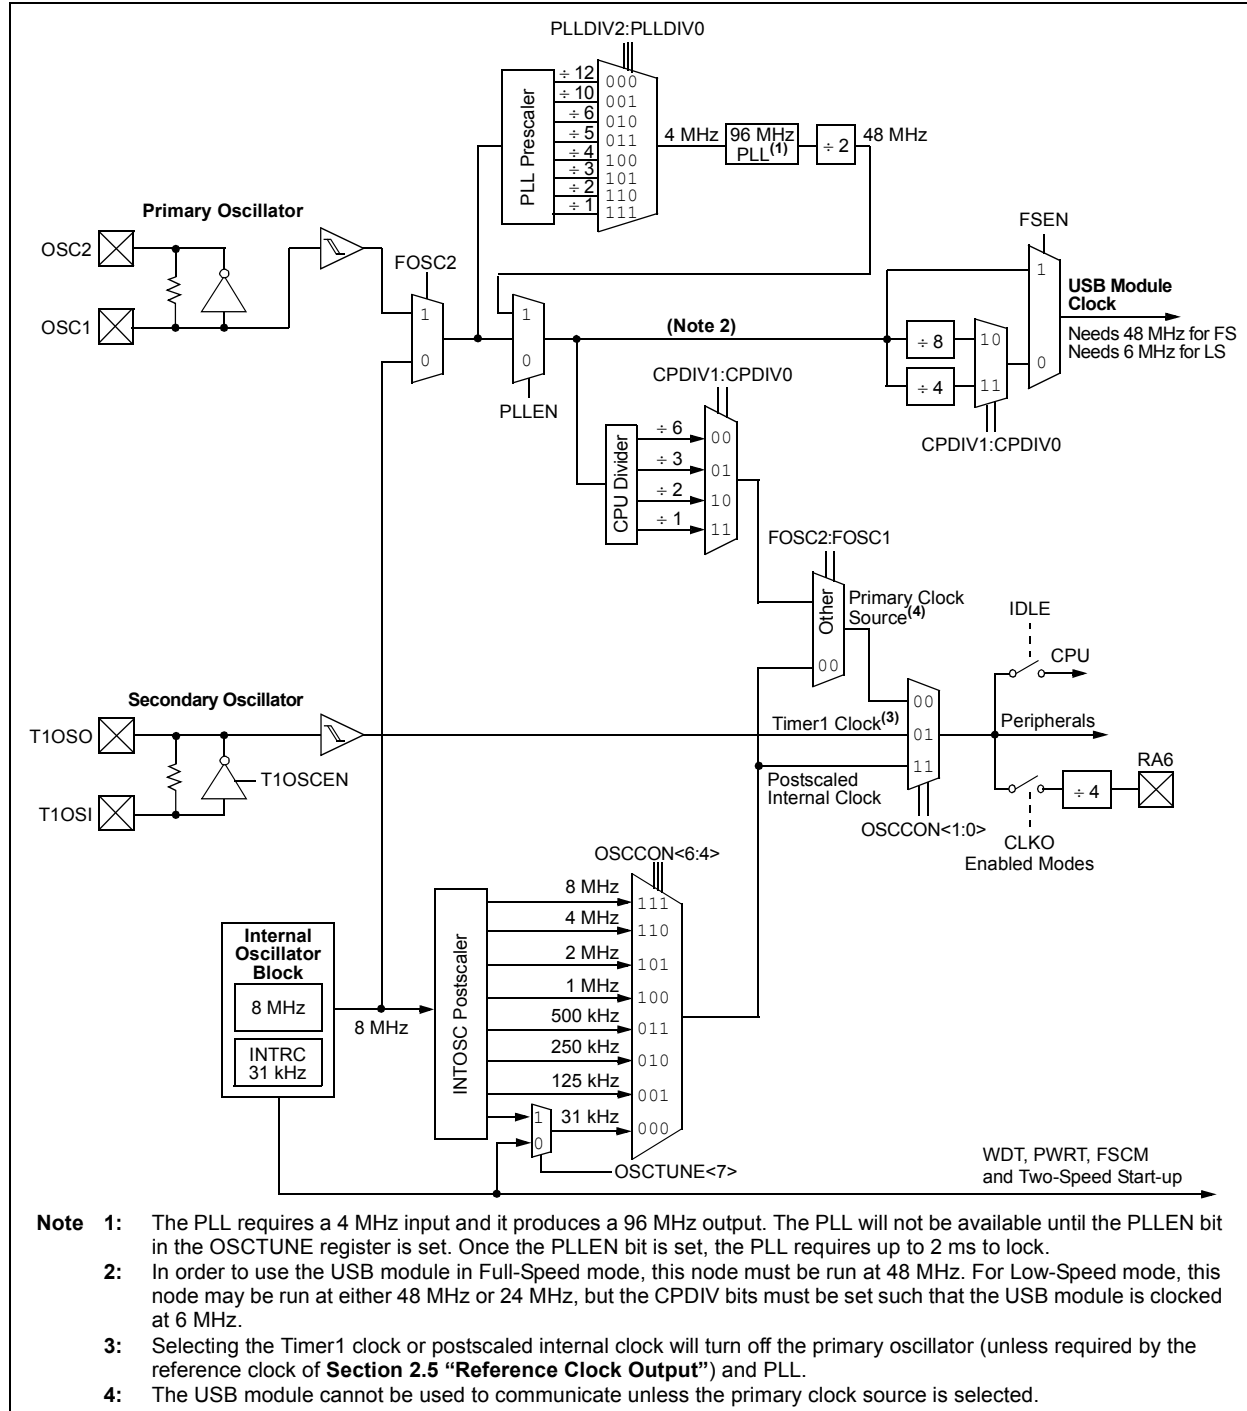 PLLDIV2:PLLDIV0
PLL Prescaler
÷ 12
÷ 10
÷ 6
÷ 5
÷ 4
÷ 3
÷ 2
÷ 1
000
001
010
011
100
101
110
111
4 MHz
96 MHz
PLL(1)
÷ 2
48 MHz
Primary Oscillator
OSC2
OSC1
FOSC2
1
0
1
0
PLLEN
(Note 2)
FSEN
1
0
USB Module
Clock
Needs 48 MHz for FS
Needs 6 MHz for LS
÷ 8
÷ 4
10
11
CPDIV1:CPDIV0
CPDIV1:CPDIV0
CPU Divider
÷ 6
÷ 3
÷ 2
÷ 1
00
01
10
11
FOSC2:FOSC1
Other
00
Primary Clock
Source(4)
IDLE
CPU
Secondary Oscillator
T1OSO
T1OSI
T1OSCEN
Timer1 Clock(3)
00
01
11
Peripherals
RA6
÷ 4
Postscaled
Internal Clock
OSCCON<1:0>
CLKO
Enabled Modes
OSCCON<6:4>
Internal
Oscillator
Block
8 MHz
INTRC
31 kHz
8 MHz
INTOSC Postscaler
8 MHz
4 MHz
2 MHz
1 MHz
500 kHz
250 kHz
125 kHz
31 kHz
111
110
101
100
011
010
001
000
1
0
OSCTUNE<7>
WDT, PWRT, FSCM
and Two-Speed Start-up
Note 1: The PLL requires a 4 MHz input and it produces a 96 MHz output. The PLL will not be available until the PLLEN bit
in the OSCTUNE register is set. Once the PLLEN bit is set, the PLL requires up to 2 ms to lock.
2: In order to use the USB module in Full-Speed mode, this node must be run at 48 MHz. For Low-Speed mode, this
node may be run at either 48 MHz or 24 MHz, but the CPDIV bits must be set such that the USB module is clocked
at 6 MHz.
3: Selecting the Timer1 clock or postscaled internal clock will turn off the primary oscillator (unless required by the
reference clock of Section 2.5 “Reference Clock Output”) and PLL.
4: The USB module cannot be used to communicate unless the primary clock source is selected.